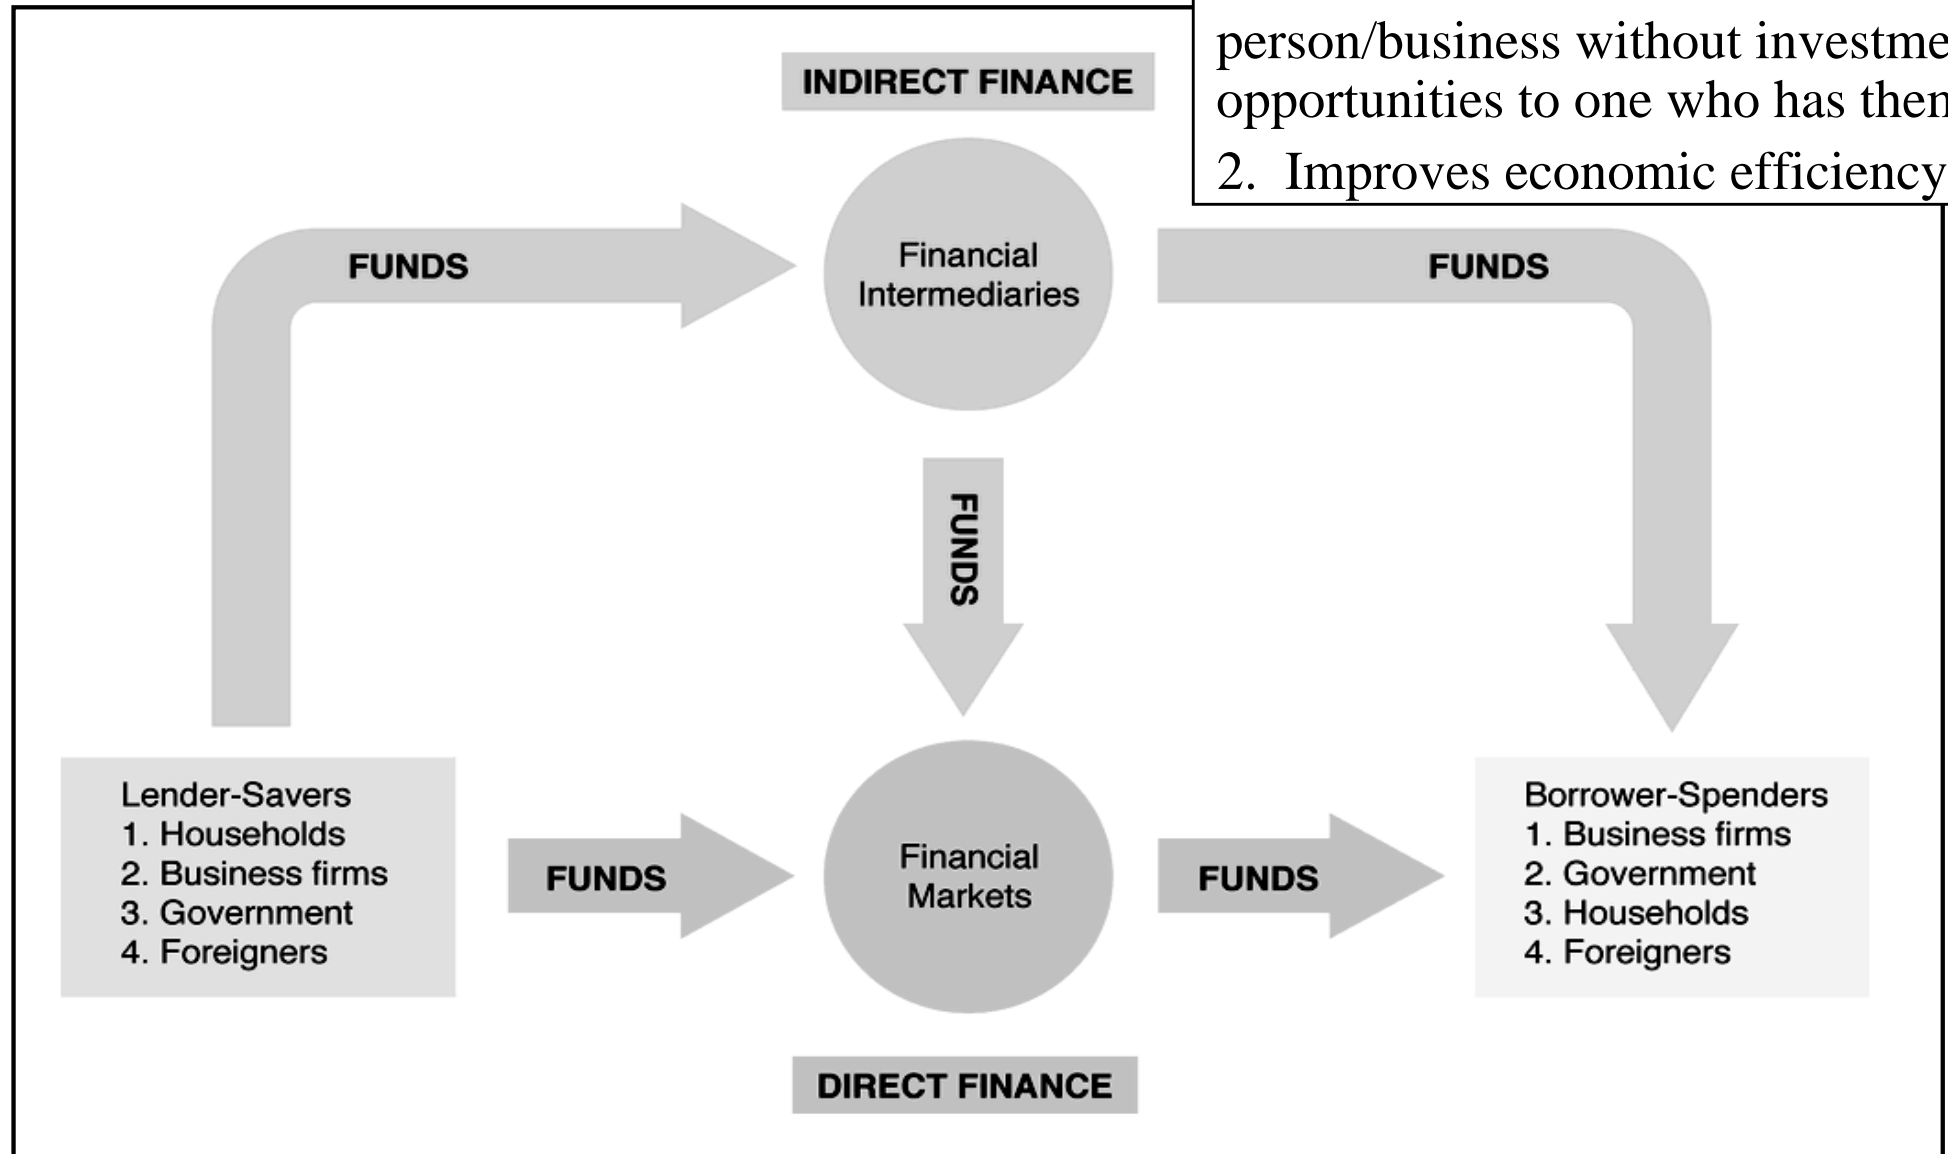 person/business without
opportunities to one who has
2. Improves economic efficiency
INDIRECT FINANCE
Financial
Intermediaries
FUNDS
FUNDS
FUNDS
Lender-Savers
1. Households
2. Business firms
3. Government
4. Foreigners
FUNDS
Financial
Markets
FUNDS
Borrower-Spenders
1. Business firms
2. Government
3. Households
4. Foreigners
DIRECT FINANCE